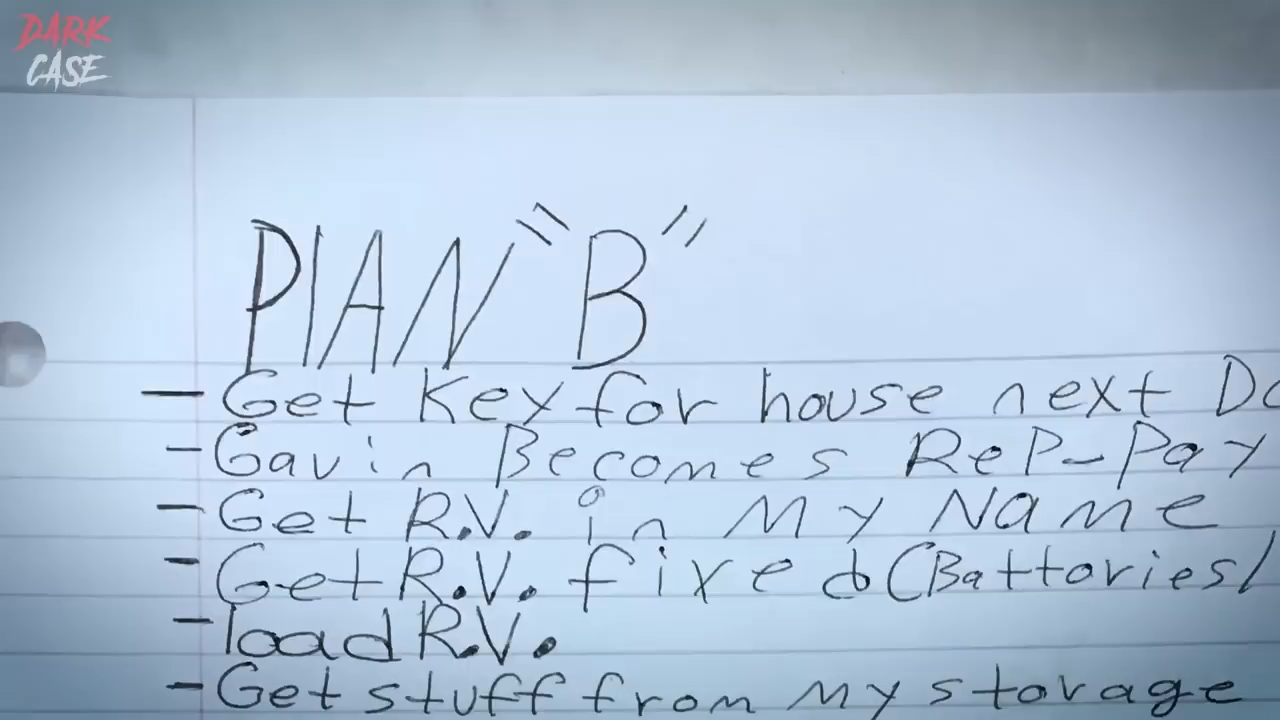 DARK
CASE
PlAN "B"
- Get Key for house next Do
- Gavin Becomes Rep-Pay
- Get R.V. in My Name
- Get R.V. fixed (Battories/
- load R.V.
- Get stuff from my storage